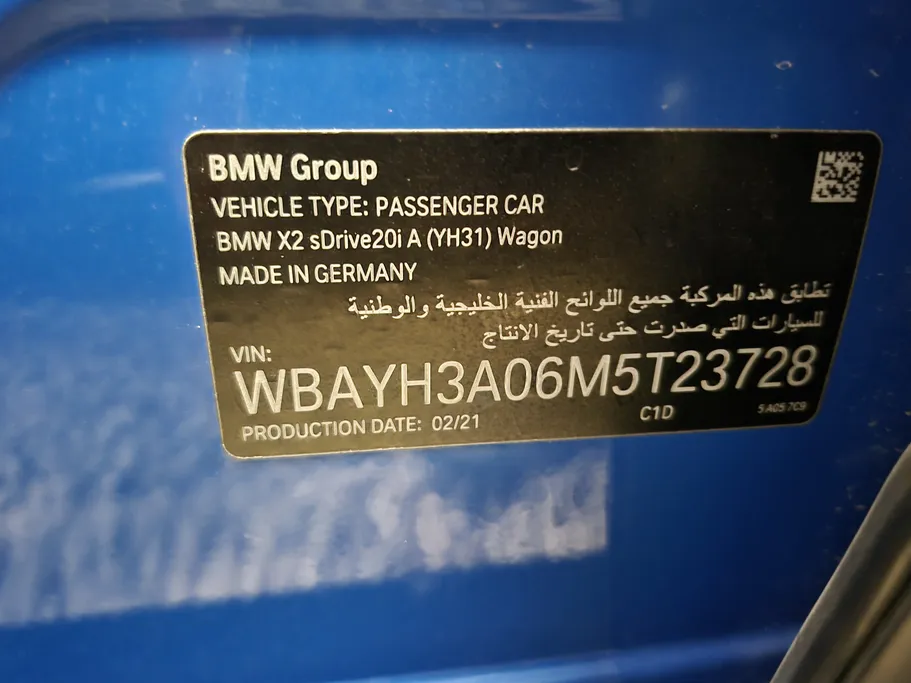 BMW Group
VEHICLE TYPE: PASSENGER CAR
BMW X2 sDrive20i A (YH31) Wagon
MADE IN GERMANY
تطابق هذه المركبة جميع اللوائح الفنية الخليجية والوطنية
للسيارات التي صدرت حتى تاريخ الانتاج
VIN:
WBAYH3A06M5T23728
PRODUCTION DATE: 02/21
C1D
5A057C9